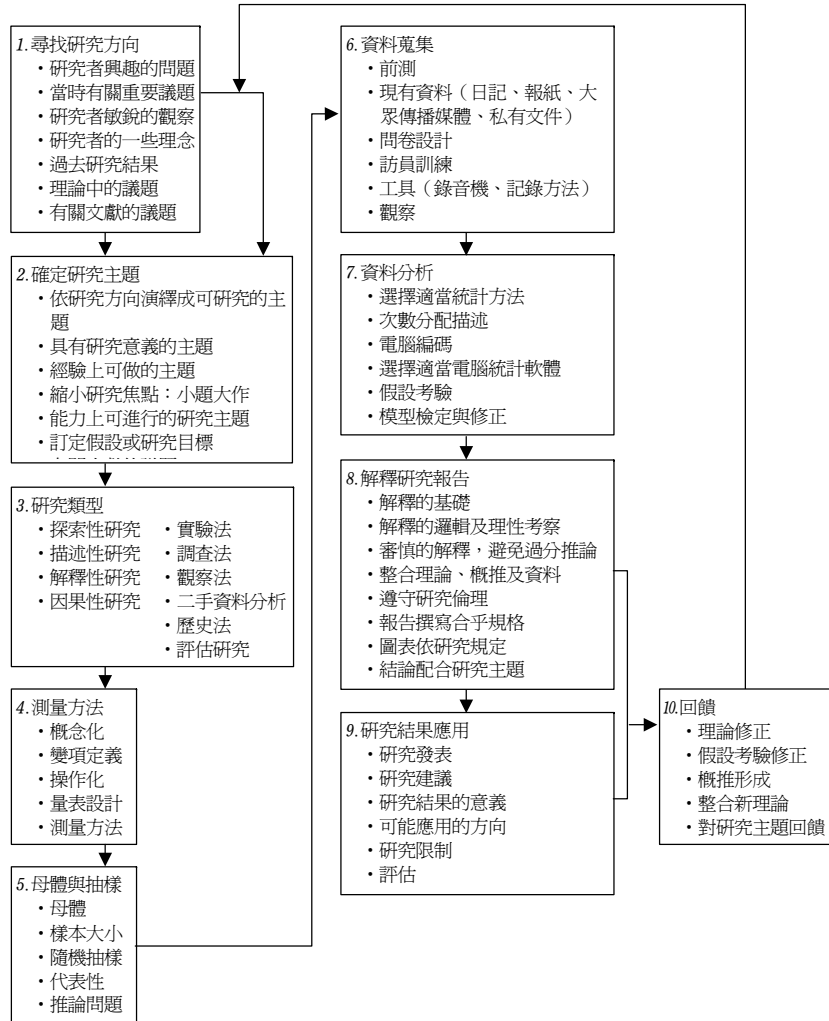 1.尋找研究方向
・研究者興趣的問題
・當時有關重要議題
・研究者敏銳的觀察
・研究者的一些理念
・過去研究結果
・理論中的議題
・有關文獻的議題
2.確定研究主題
・依研究方向演繹成可研究的主
題
・具有研究意義的主題
・經驗上可做的主題
・縮小研究焦點：小題大作
・能力上可進行的研究主題
・訂定假設或研究目標
3.研究類型
・探索性研究 ・實驗法
・描述性研究 ・調查法
・解釋性研究 ・觀察法
・因果性研究 ・二手資料分析
・歷史法
・評估研究
4.測量方法
・概念化
・變項定義
・操作化
・量表設計
・測量方法
5.母體與抽樣
・母體
・樣本大小
・隨機抽樣
・代表性
・推論問題
6.資料蒐集
・前測
・現有資料（日記、報紙、大
眾傳播媒體、私有文件）
・問卷設計
・訪員訓練
・工具（錄音機、記錄方法）
・觀察
7.資料分析
・選擇適當統計方法
・次數分配描述
・電腦編碼
・選擇適當電腦統計軟體
・假設考驗
・模型檢定與修正
8.解釋研究報告
・解釋的基礎
・解釋的邏輯及理性考察
・審慎的解釋，避免過分推論
・整合理論、概推及資料
・遵守研究倫理
・報告撰寫合乎規格
・圖表依研究規定
・結論配合研究主題
9.研究結果應用
・研究發表
・研究建議
・研究結果的意義
・可能應用的方向
・研究限制
・評估
10.回饋
・理論修正
・假設考驗修正
・概推形成
・整合新理論
・對研究主題回饋